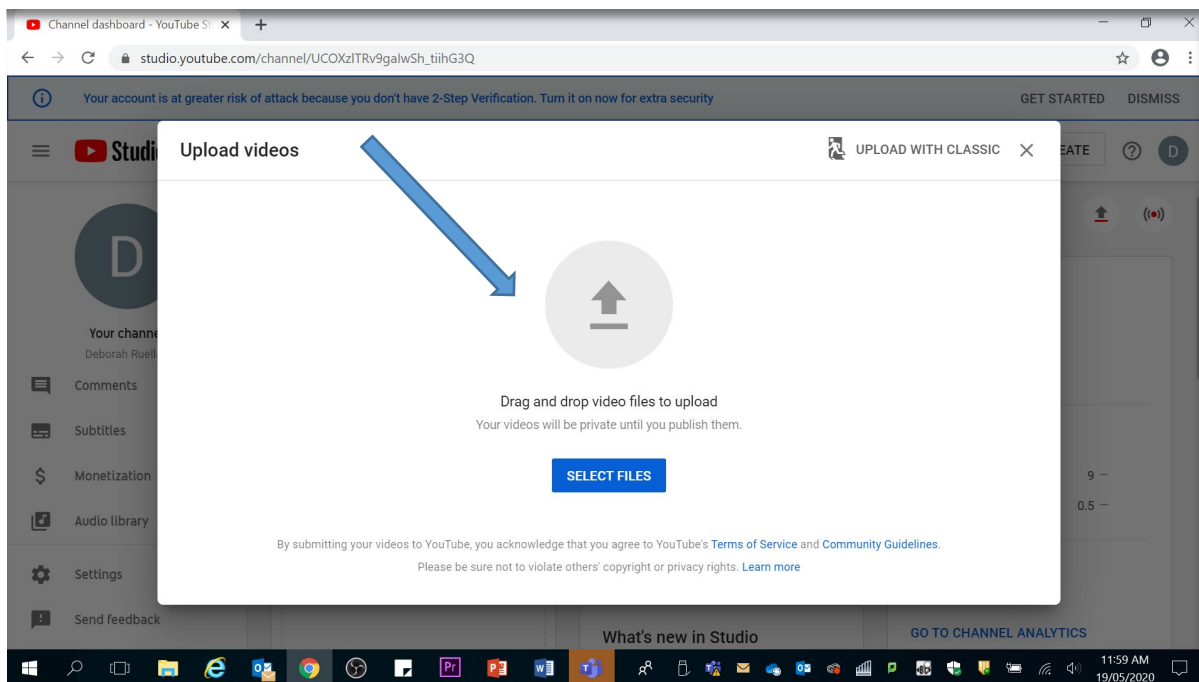 Channel dashboard - YouTube St
studio.youtube.com/channel/UCOXzlTRv9gaIwSh_tiihG3Q
Your account is at greater risk of attack because you don't have 2-Step Verification. Turn it on now for extra security GET STARTED DISMISS
Studi Upload videos UPLOAD WITH CLASSIC EATE D
D
Your channe
Deborah Ruell
Comments
Subtitles
Monetization
Audio library
Settings
Send feedback
Drag and drop video files to upload
Your videos will be private until you publish them.
SELECT FILES
9 —
0.5 —
By submitting your videos to YouTube, you acknowledge that you agree to YouTube's Terms of Service and Community Guidelines.
Please be sure not to violate others' copyright or privacy rights. Learn more
What's new in Studio
GO TO CHANNEL ANALYTICS
Pr
11:59 AM
19/05/2020